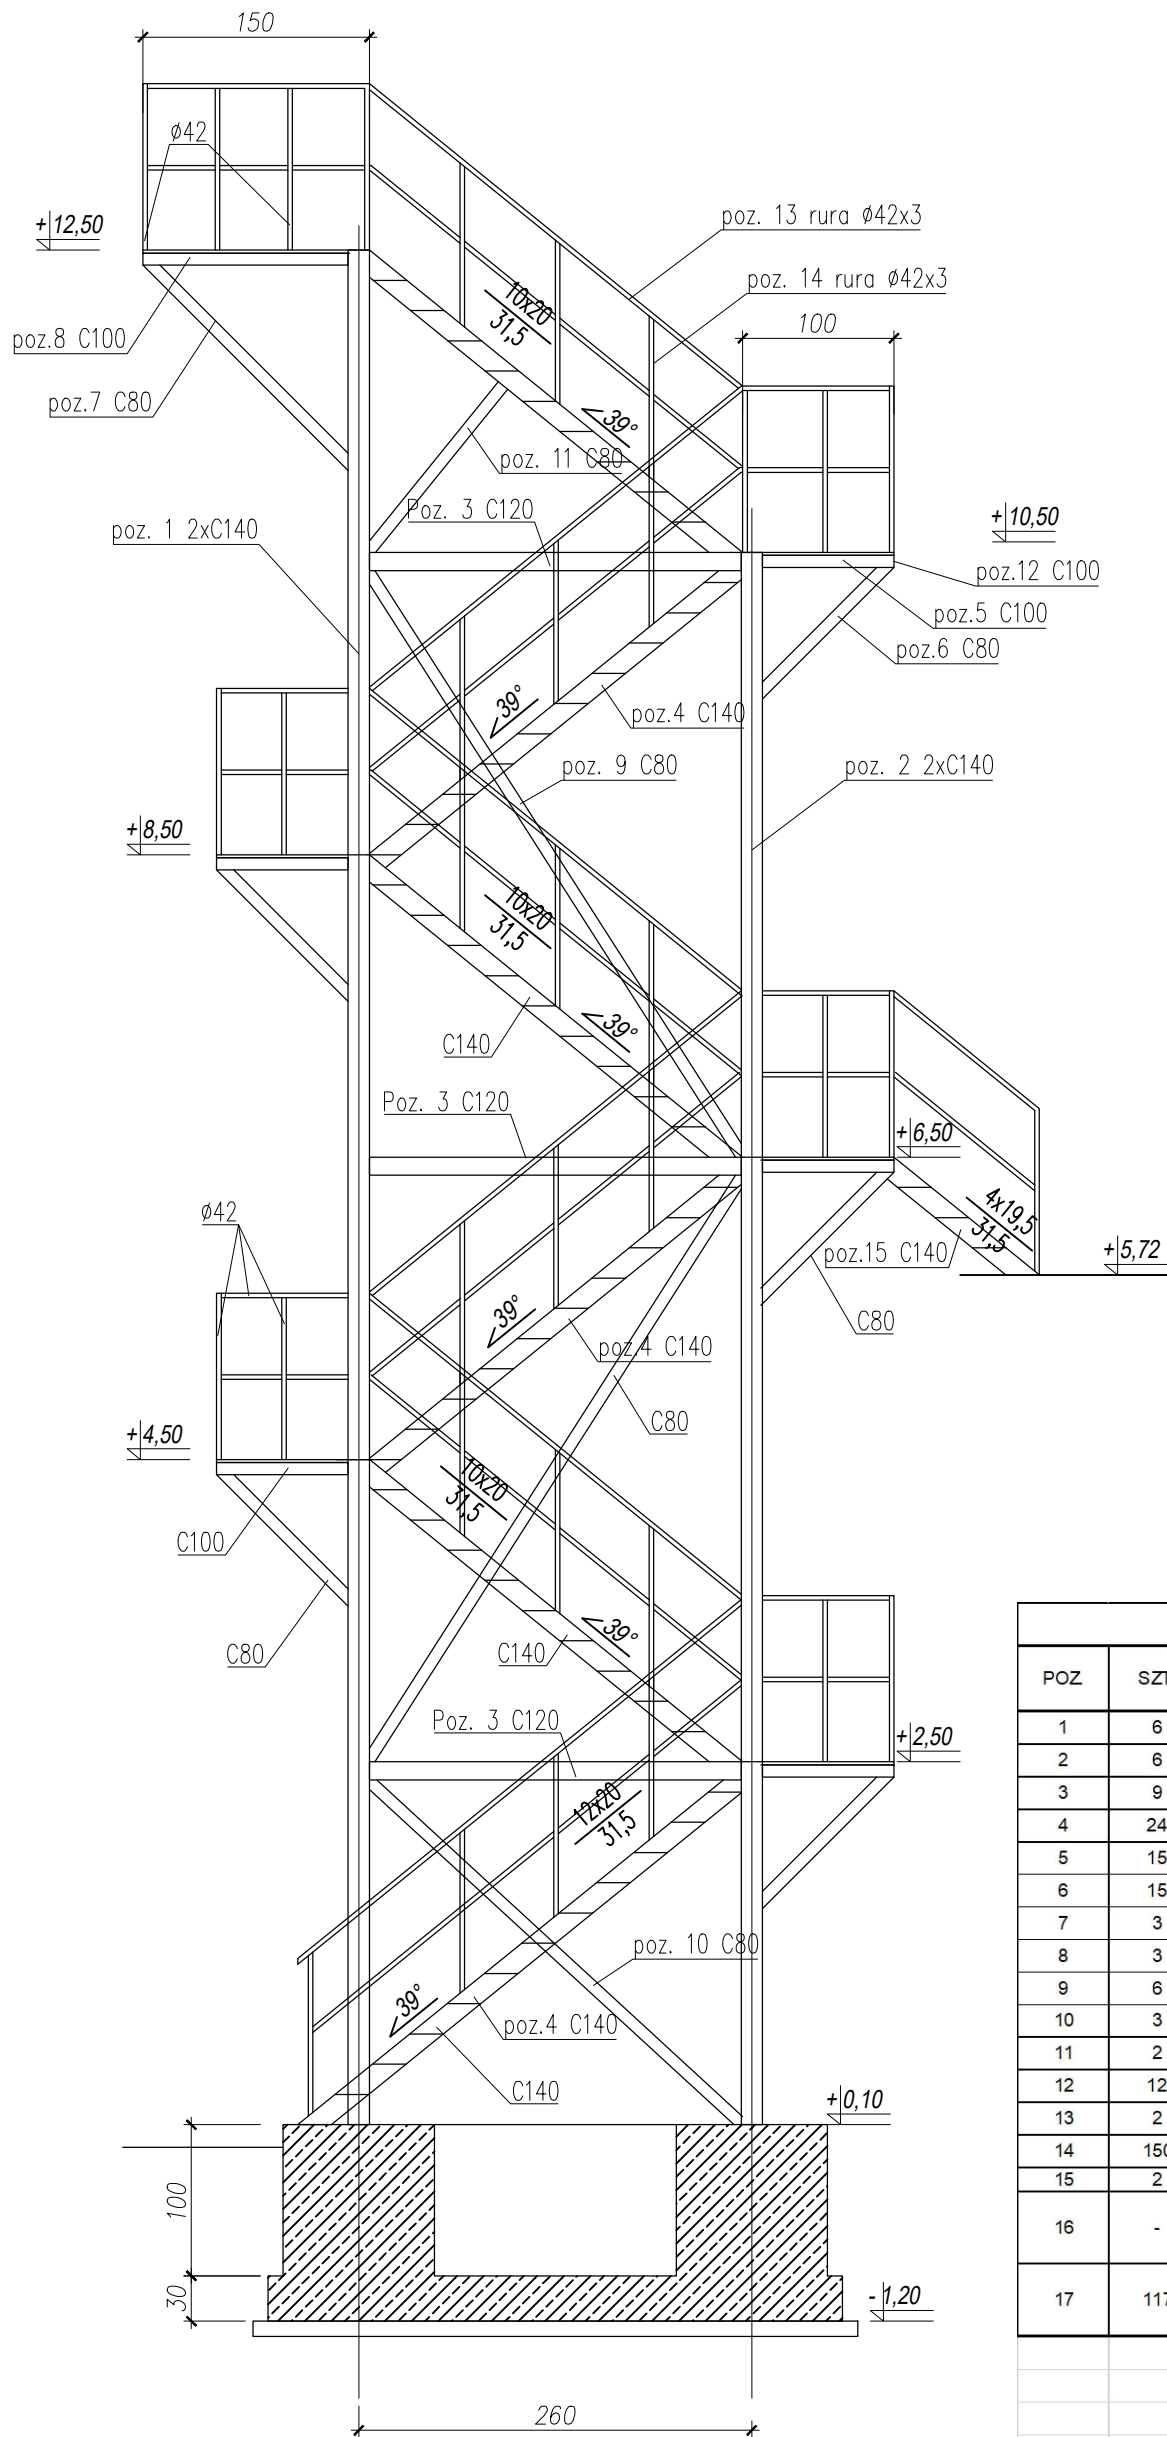 150
ø42
+12,50
poz. 13 rura ø42x3
poz. 14 rura ø42x3
10x20
31,5
100
poz.8 C100
poz.7 C80
<39°
poz. 11 C80
Poz. 3 C120
+10,50
poz. 1 2xC140
poz.12 C100
poz.5 C100
poz.6 C80
<39°
poz.4 C140
poz. 9 C80
poz. 2 2xC140
+8,50
10x20
31,5
<39°
C140
Poz. 3 C120
+6,50
ø42
4x19,5
31,5
poz.15 C140
+5,72
<39°
C80
poz.4 C140
C80
+4,50
10x20
31,5
C100
<39°
C140
C80
Poz. 3 C120
+2,50
12x20
31,5
poz. 10 C80
<39°
poz.4 C140
C140
+0,10
100
30
-1,20
260
POZ SZT
1 6
2 6
3 9
4 24
5 15
6 15
7 3
8 3
9 6
10 3
11 2
12 12
13 2
14 150
15 2
16 -
17 117